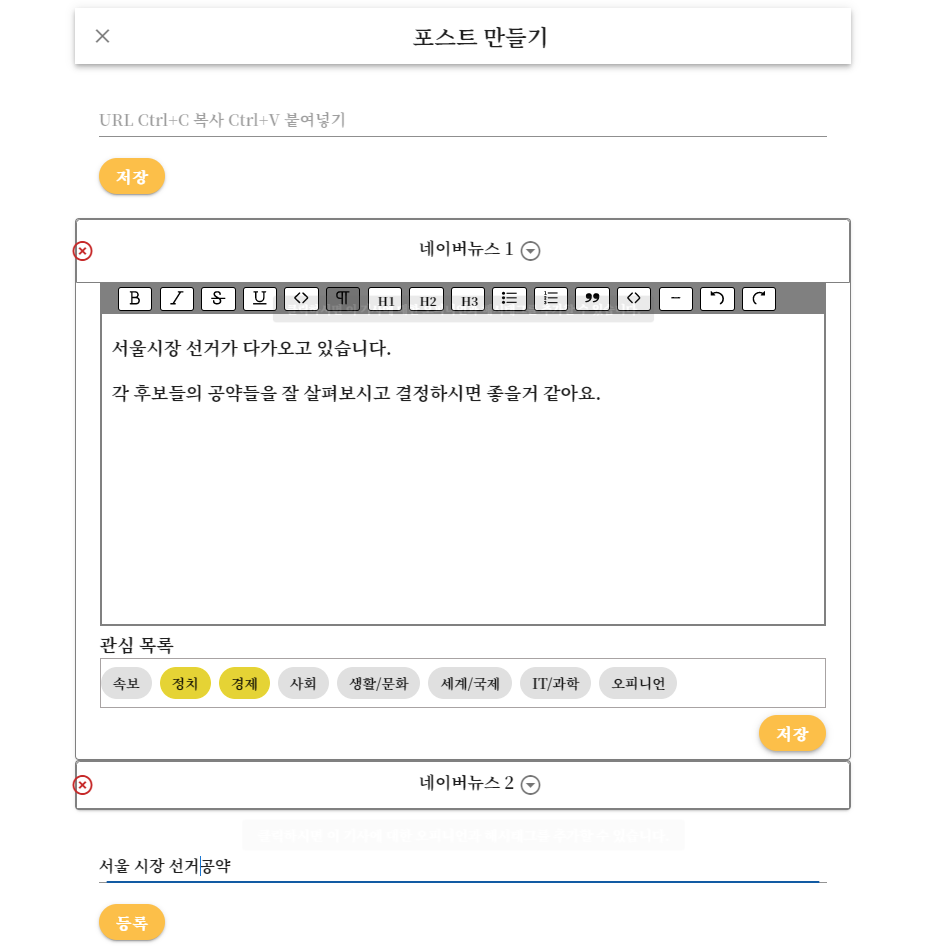 포스트 만들기
URL Ctrl+C 복사 Ctrl+V 붙여넣기
저장
네이버뉴스 1
B I S U <> ¶ H1 H2 H3
서울시장 선거가 다가오고 있습니다.
각 후보들의 공약들을 잘 살펴보시고 결정하시면 좋을거 같아요.
관심 목록
속보 정치 경제 사회 생활/문화 세계/국제 IT/과학 오피니언
저장
네이버뉴스 2
서울 시장 선거공약
등록